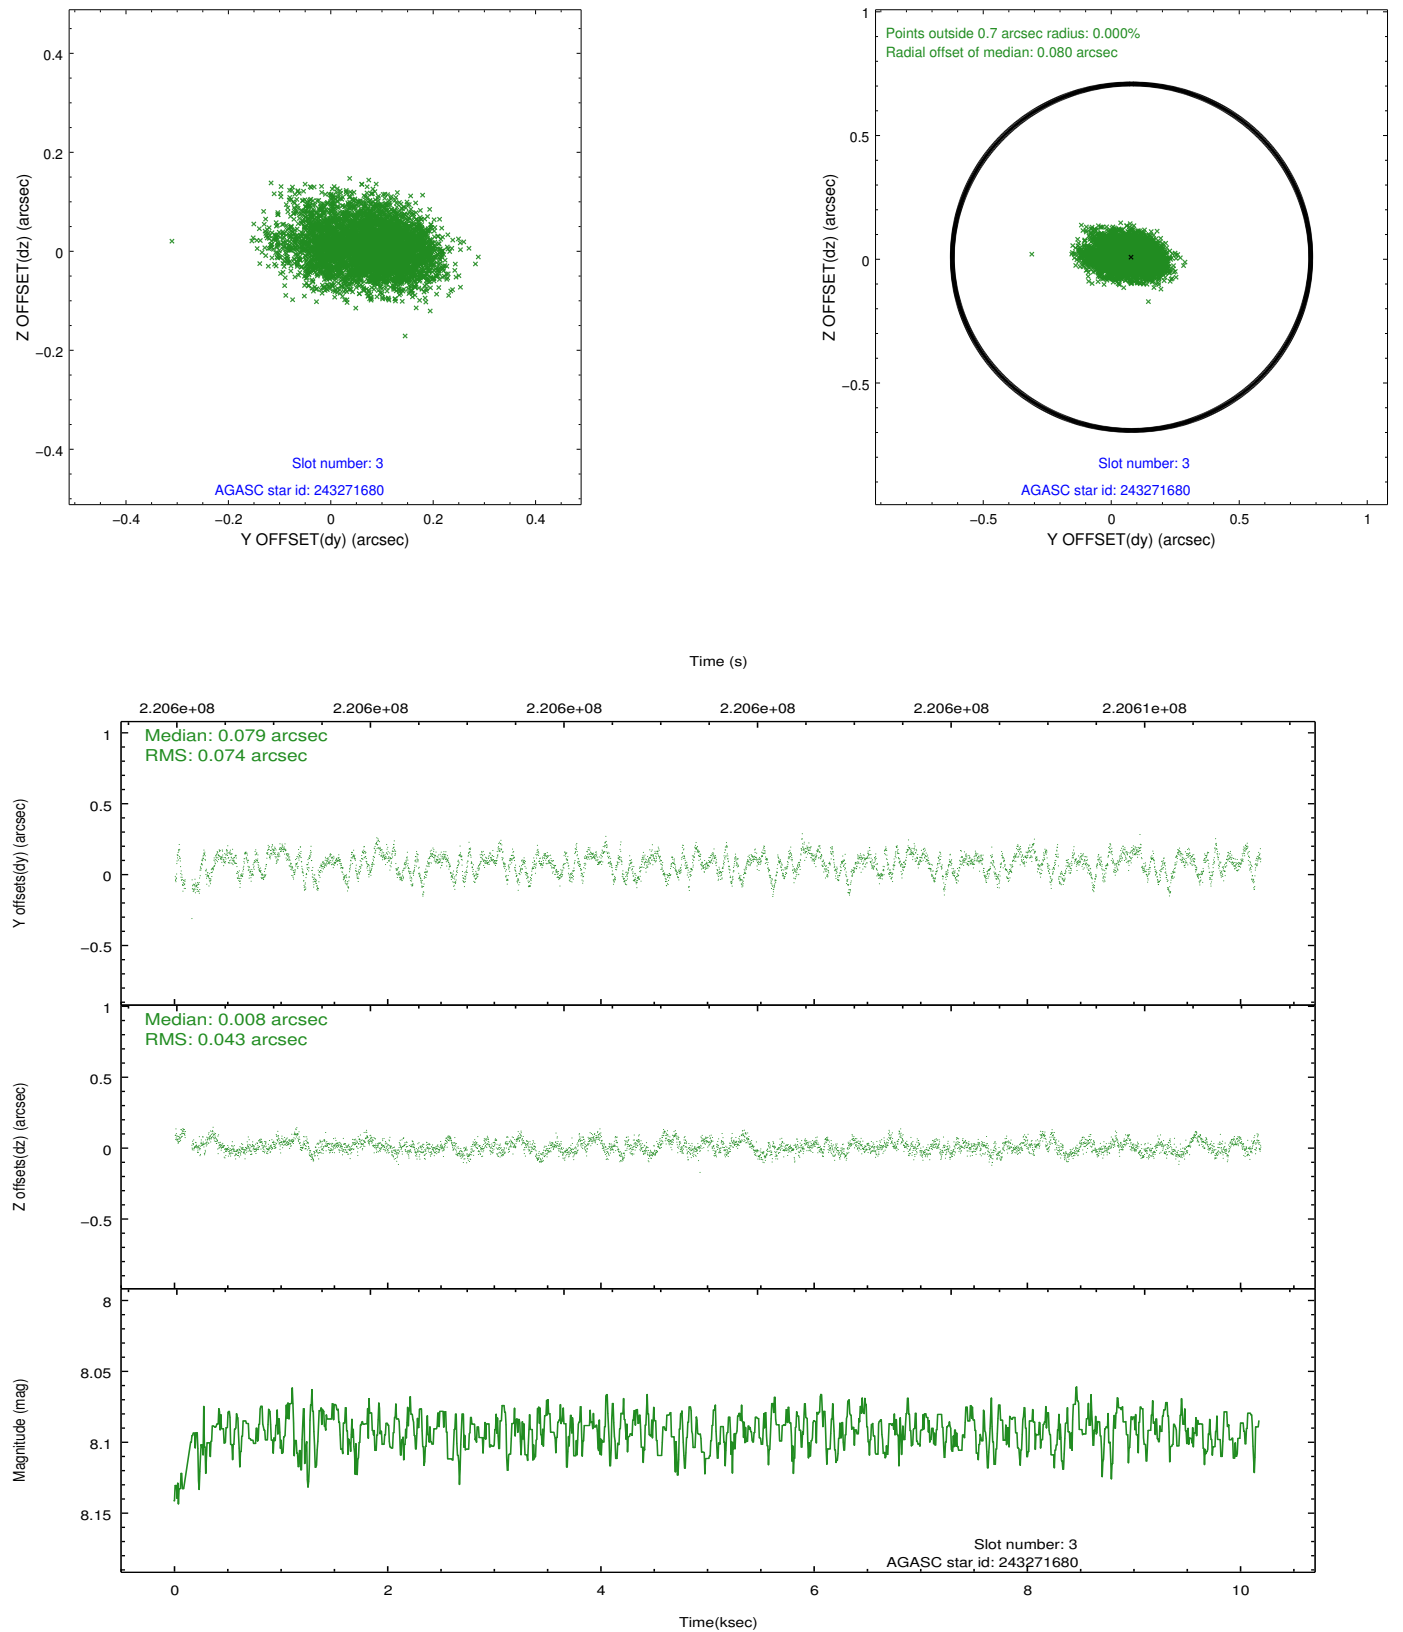 0.4
0.2
0
−0.2
−0.4
Z OFFSET(dz) (arcsec)
Slot number: 3
AGASC star id: 243271680
−0.4 −0.2 0 0.2 0.4
Y OFFSET(dy) (arcsec)
1
0.5
0
−0.5
Z OFFSET(dz) (arcsec)
Points outside 0.7 arcsec radius: 0.000%
Radial offset of median: 0.080 arcsec
Slot number: 3
AGASC star id: 243271680
−0.5 0 0.5 1
Y OFFSET(dy) (arcsec)
Time (s)
2.206e+08 2.206e+08 2.206e+08 2.206e+08 2.206e+08 2.2061e+08
Median: 0.079 arcsec
RMS: 0.074 arcsec
1
0.5
0
−0.5
Y offsets(dy) (arcsec)
Median: 0.008 arcsec
RMS: 0.043 arcsec
1
0.5
0
−0.5
Z offsets(dz) (arcsec)
8
8.05
8.1
8.15
Magnitude (mag)
Slot number: 3
AGASC star id: 243271680
0 2 4 6 8 10
Time(ksec)